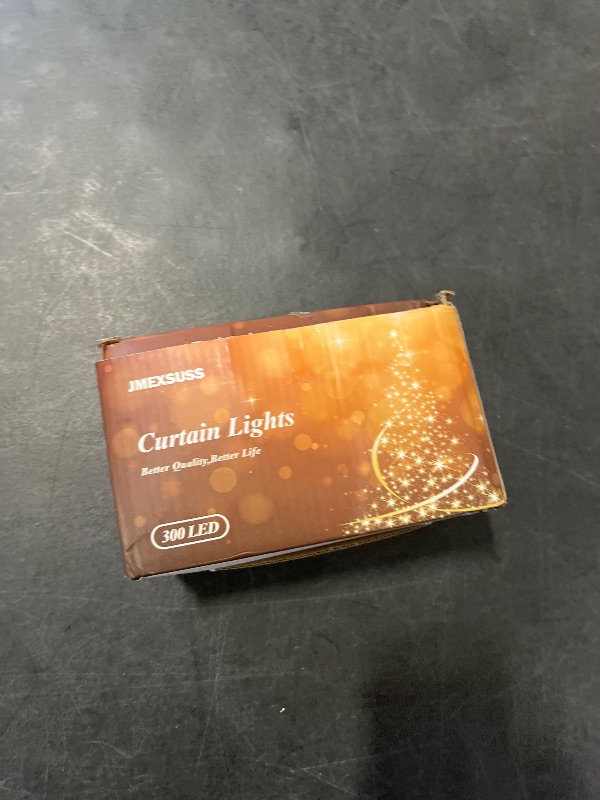 JMEXSUSS
Curtain Lights
Better Quality,Better Life
300 LED